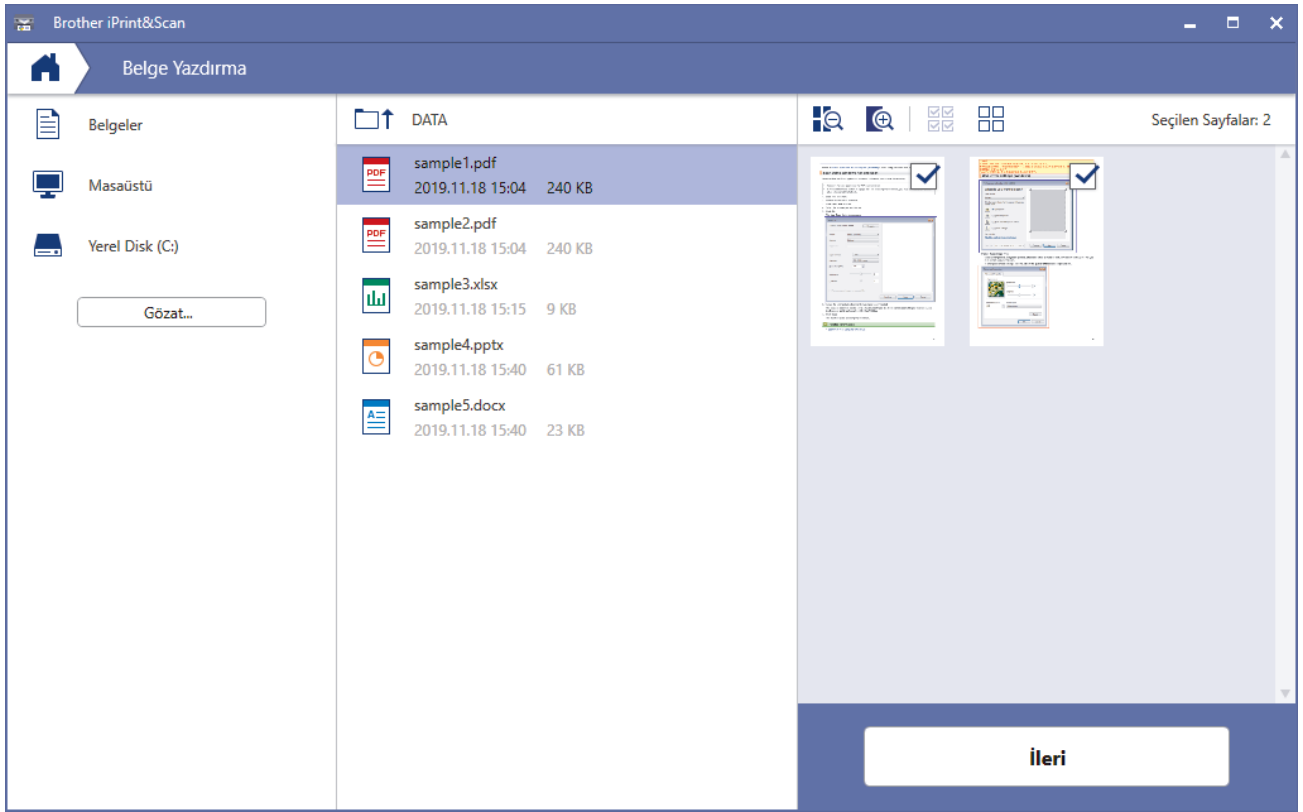 Brother iPrint&Scan
Belge Yazdırma
Belgeler
Masaüstü
Yerel Disk (C:)
Gözat...
DATA
PDF
sample1.pdf
2019.11.18 15:04 240 KB
PDF
sample2.pdf
2019.11.18 15:04 240 KB
sample3.xlsx
2019.11.18 15:15 9 KB
sample4.pptx
2019.11.18 15:40 61 KB
A
sample5.docx
2019.11.18 15:40 23 KB
Seçilen Sayfalar: 2
İleri